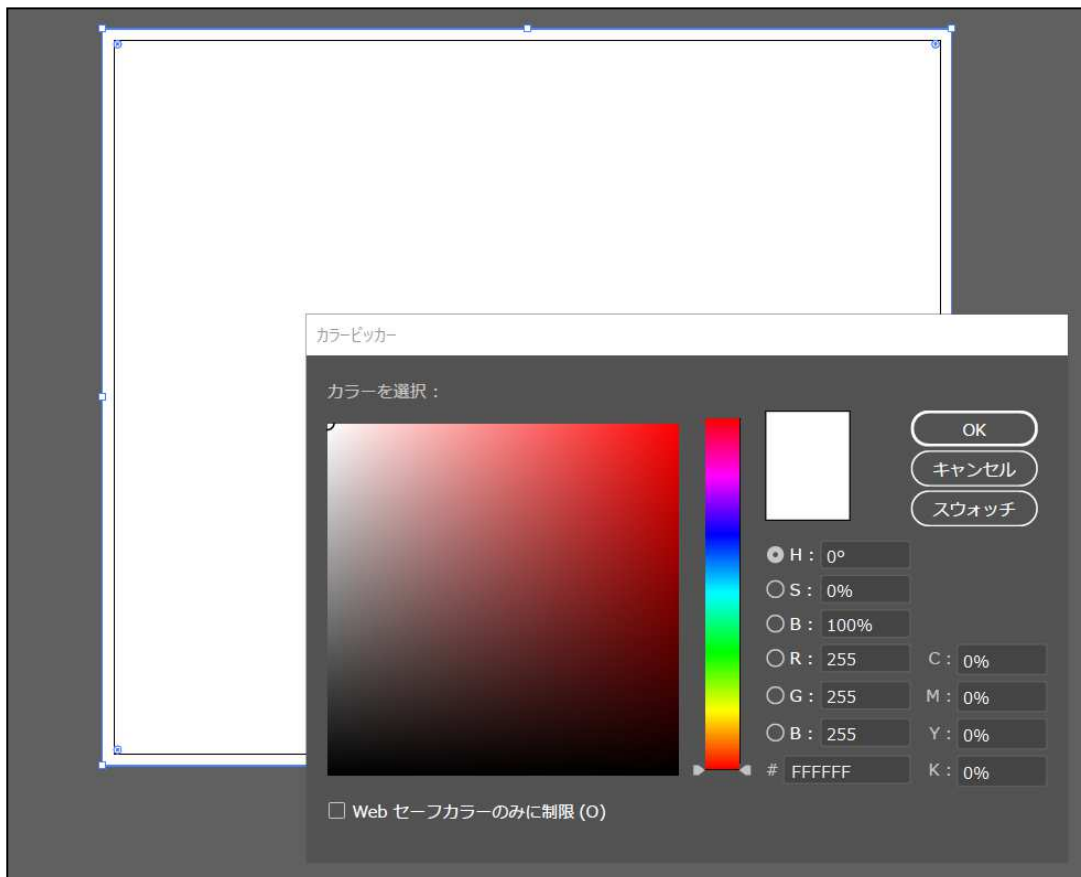 カラーピッカー
カラーを選択：
OK
キャンセル
スウォッチ
H： 0º
S： 0%
B： 100%
R： 255 C： 0%
G： 255 M： 0%
B： 255 Y： 0%
# FFFFFF K： 0%
Web セーフカラーのみに制限 (O)